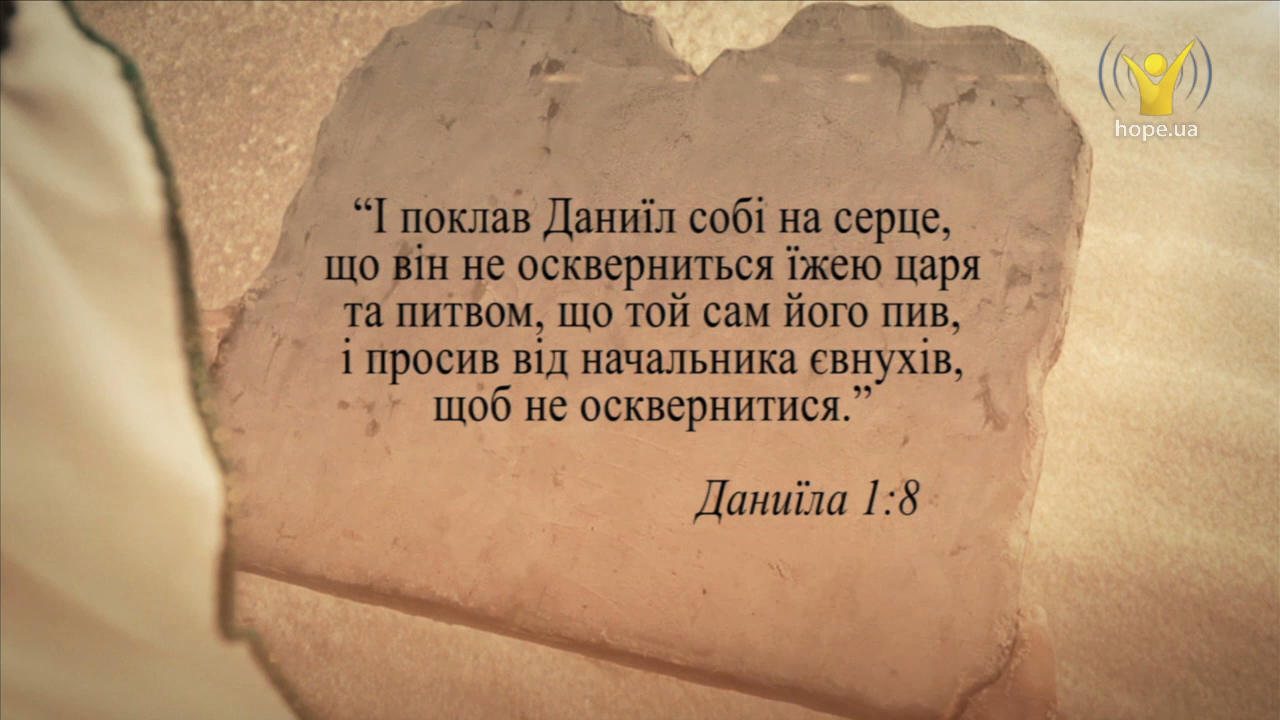 hope.ua
“І поклав Даниїл собі на серце,
що він не оскверниться їжею царя
та питвом, що той сам його пив,
і просив від начальника євнухів,
щоб не осквернитися.”
Даниїла 1:8